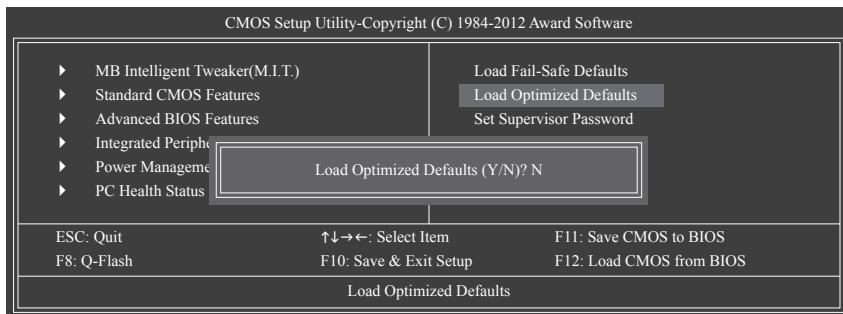 CMOS Setup Utility-Copyright (C) 1984-2012 Award Software
MB Intelligent Tweaker(M.I.T.)
Standard CMOS Features
Advanced BIOS Features
Integrated
Power
PC Health Status
Load Fail-Safe Defaults
Load Optimized Defaults
Set Supervisor Password
Load Optimized Defaults (Y/N)? N
ESC: Quit
↑↓→←: Select Item
F11: Save CMOS to BIOS
F8: Q-Flash
F10: Save & Exit Setup
F12: Load CMOS from BIOS
Load Optimized Defaults